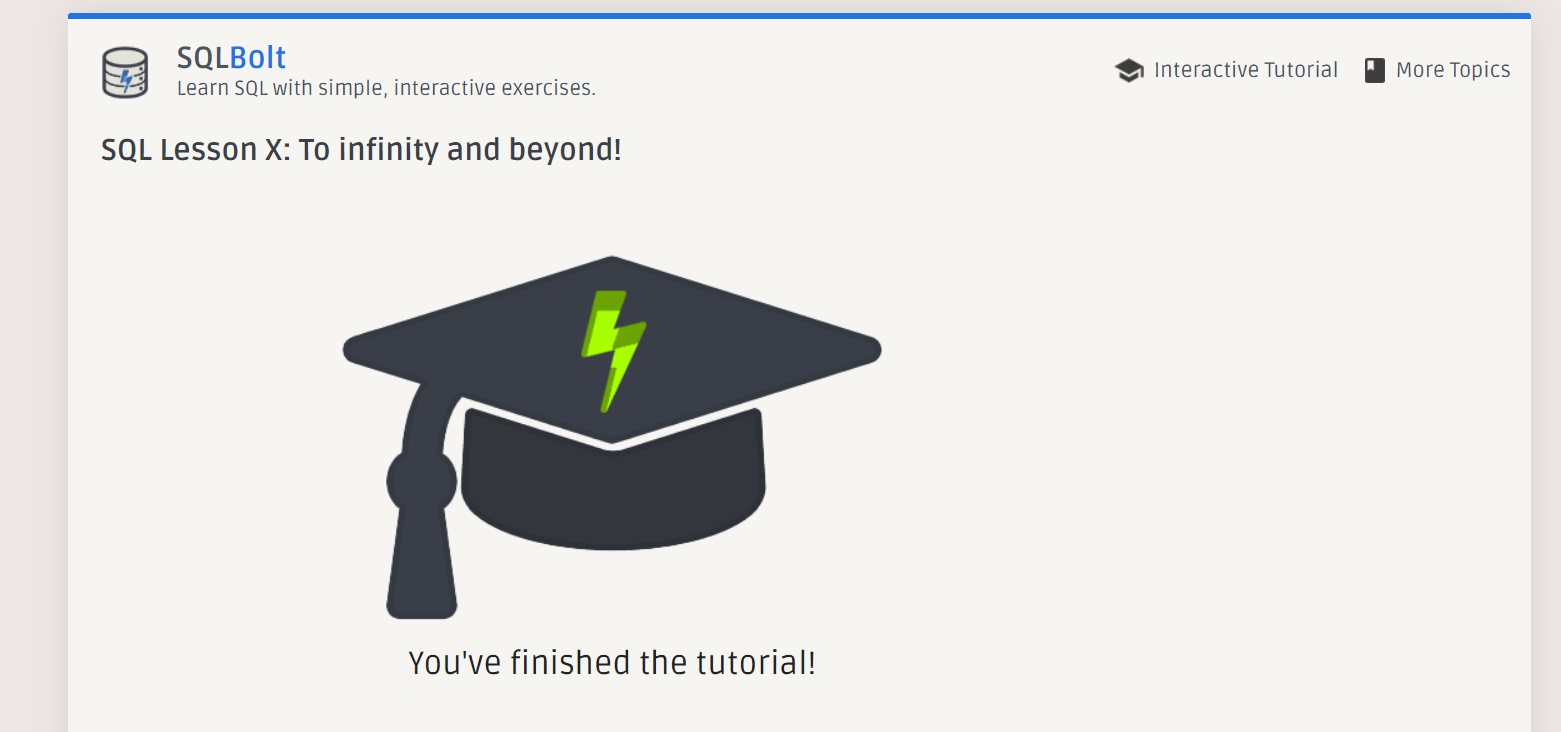 SQLBolt
Learn SQL with simple, interactive exercises.
Interactive Tutorial
More Topics
SQL Lesson X: To infinity and beyond!
You've finished the tutorial!